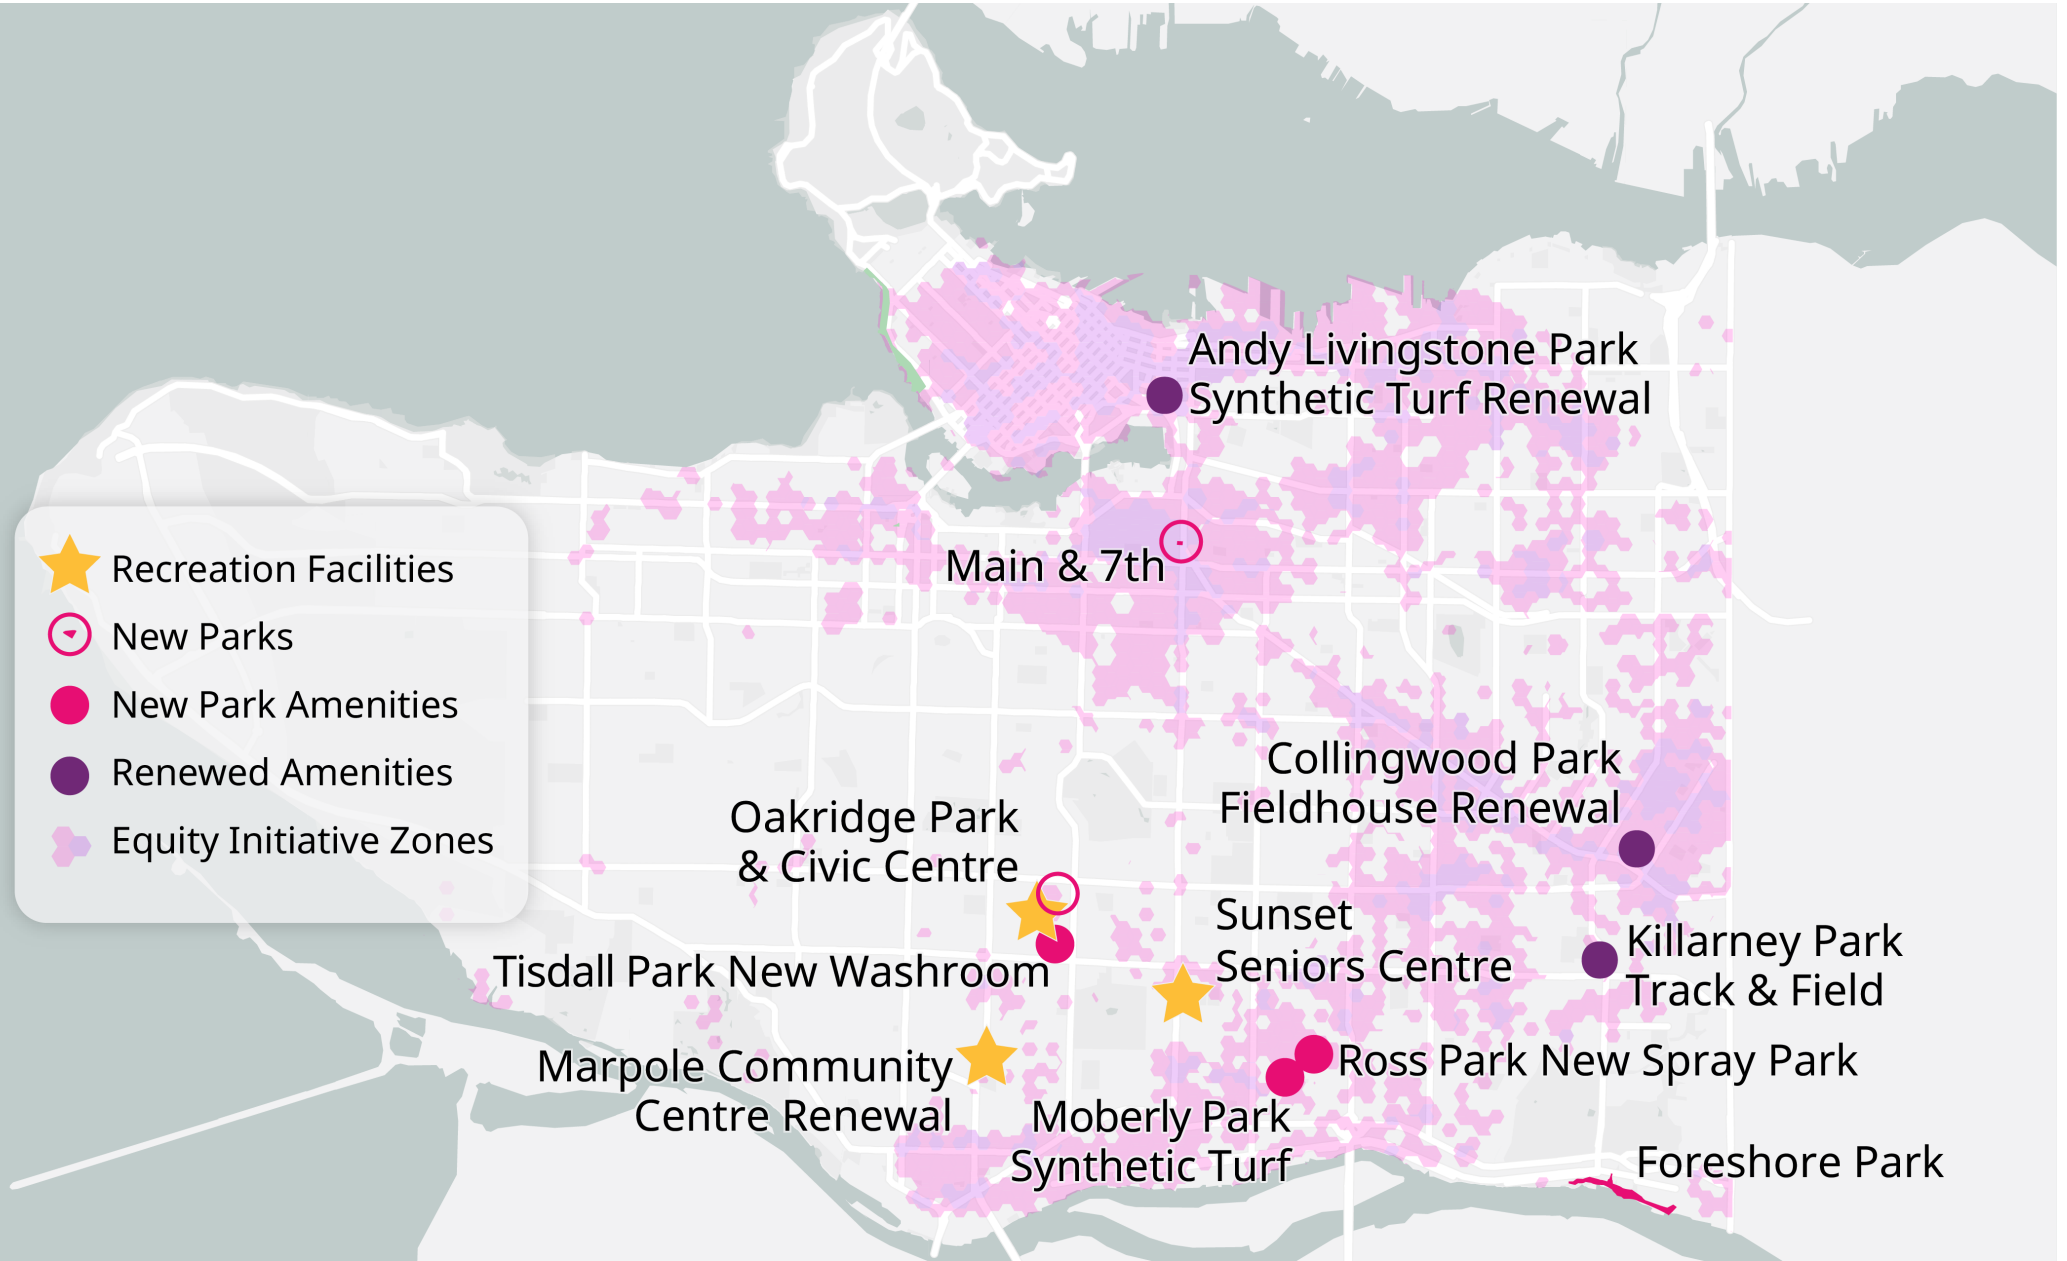 Andy Livingstone Park
Synthetic Turf Renewal
Main & 7th
Recreation Facilities
New Parks
New Park Amenities
Renewed Amenities
Equity Initiative Zones
Collingwood Park
Fieldhouse Renewal
Oakridge Park
& Civic Centre
Sunset
Seniors Centre
Tisdall Park New Washroom
Killarney Park
Track & Field
Marpole Community
Centre Renewal
Ross Park New Spray Park
Moberly Park
Synthetic Turf
Foreshore Park